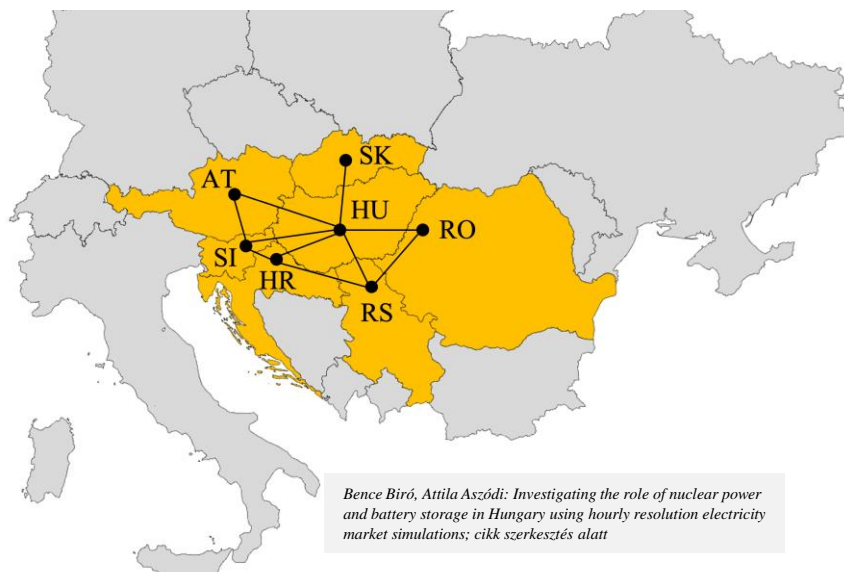 SK
AT
HU
RO
SI
HR
RS
Bence Biró, Attila Aszódi: Investigating the role of nuclear power
and battery storage in Hungary using hourly resolution electricity
market simulations; cikk szerkesztés alatt